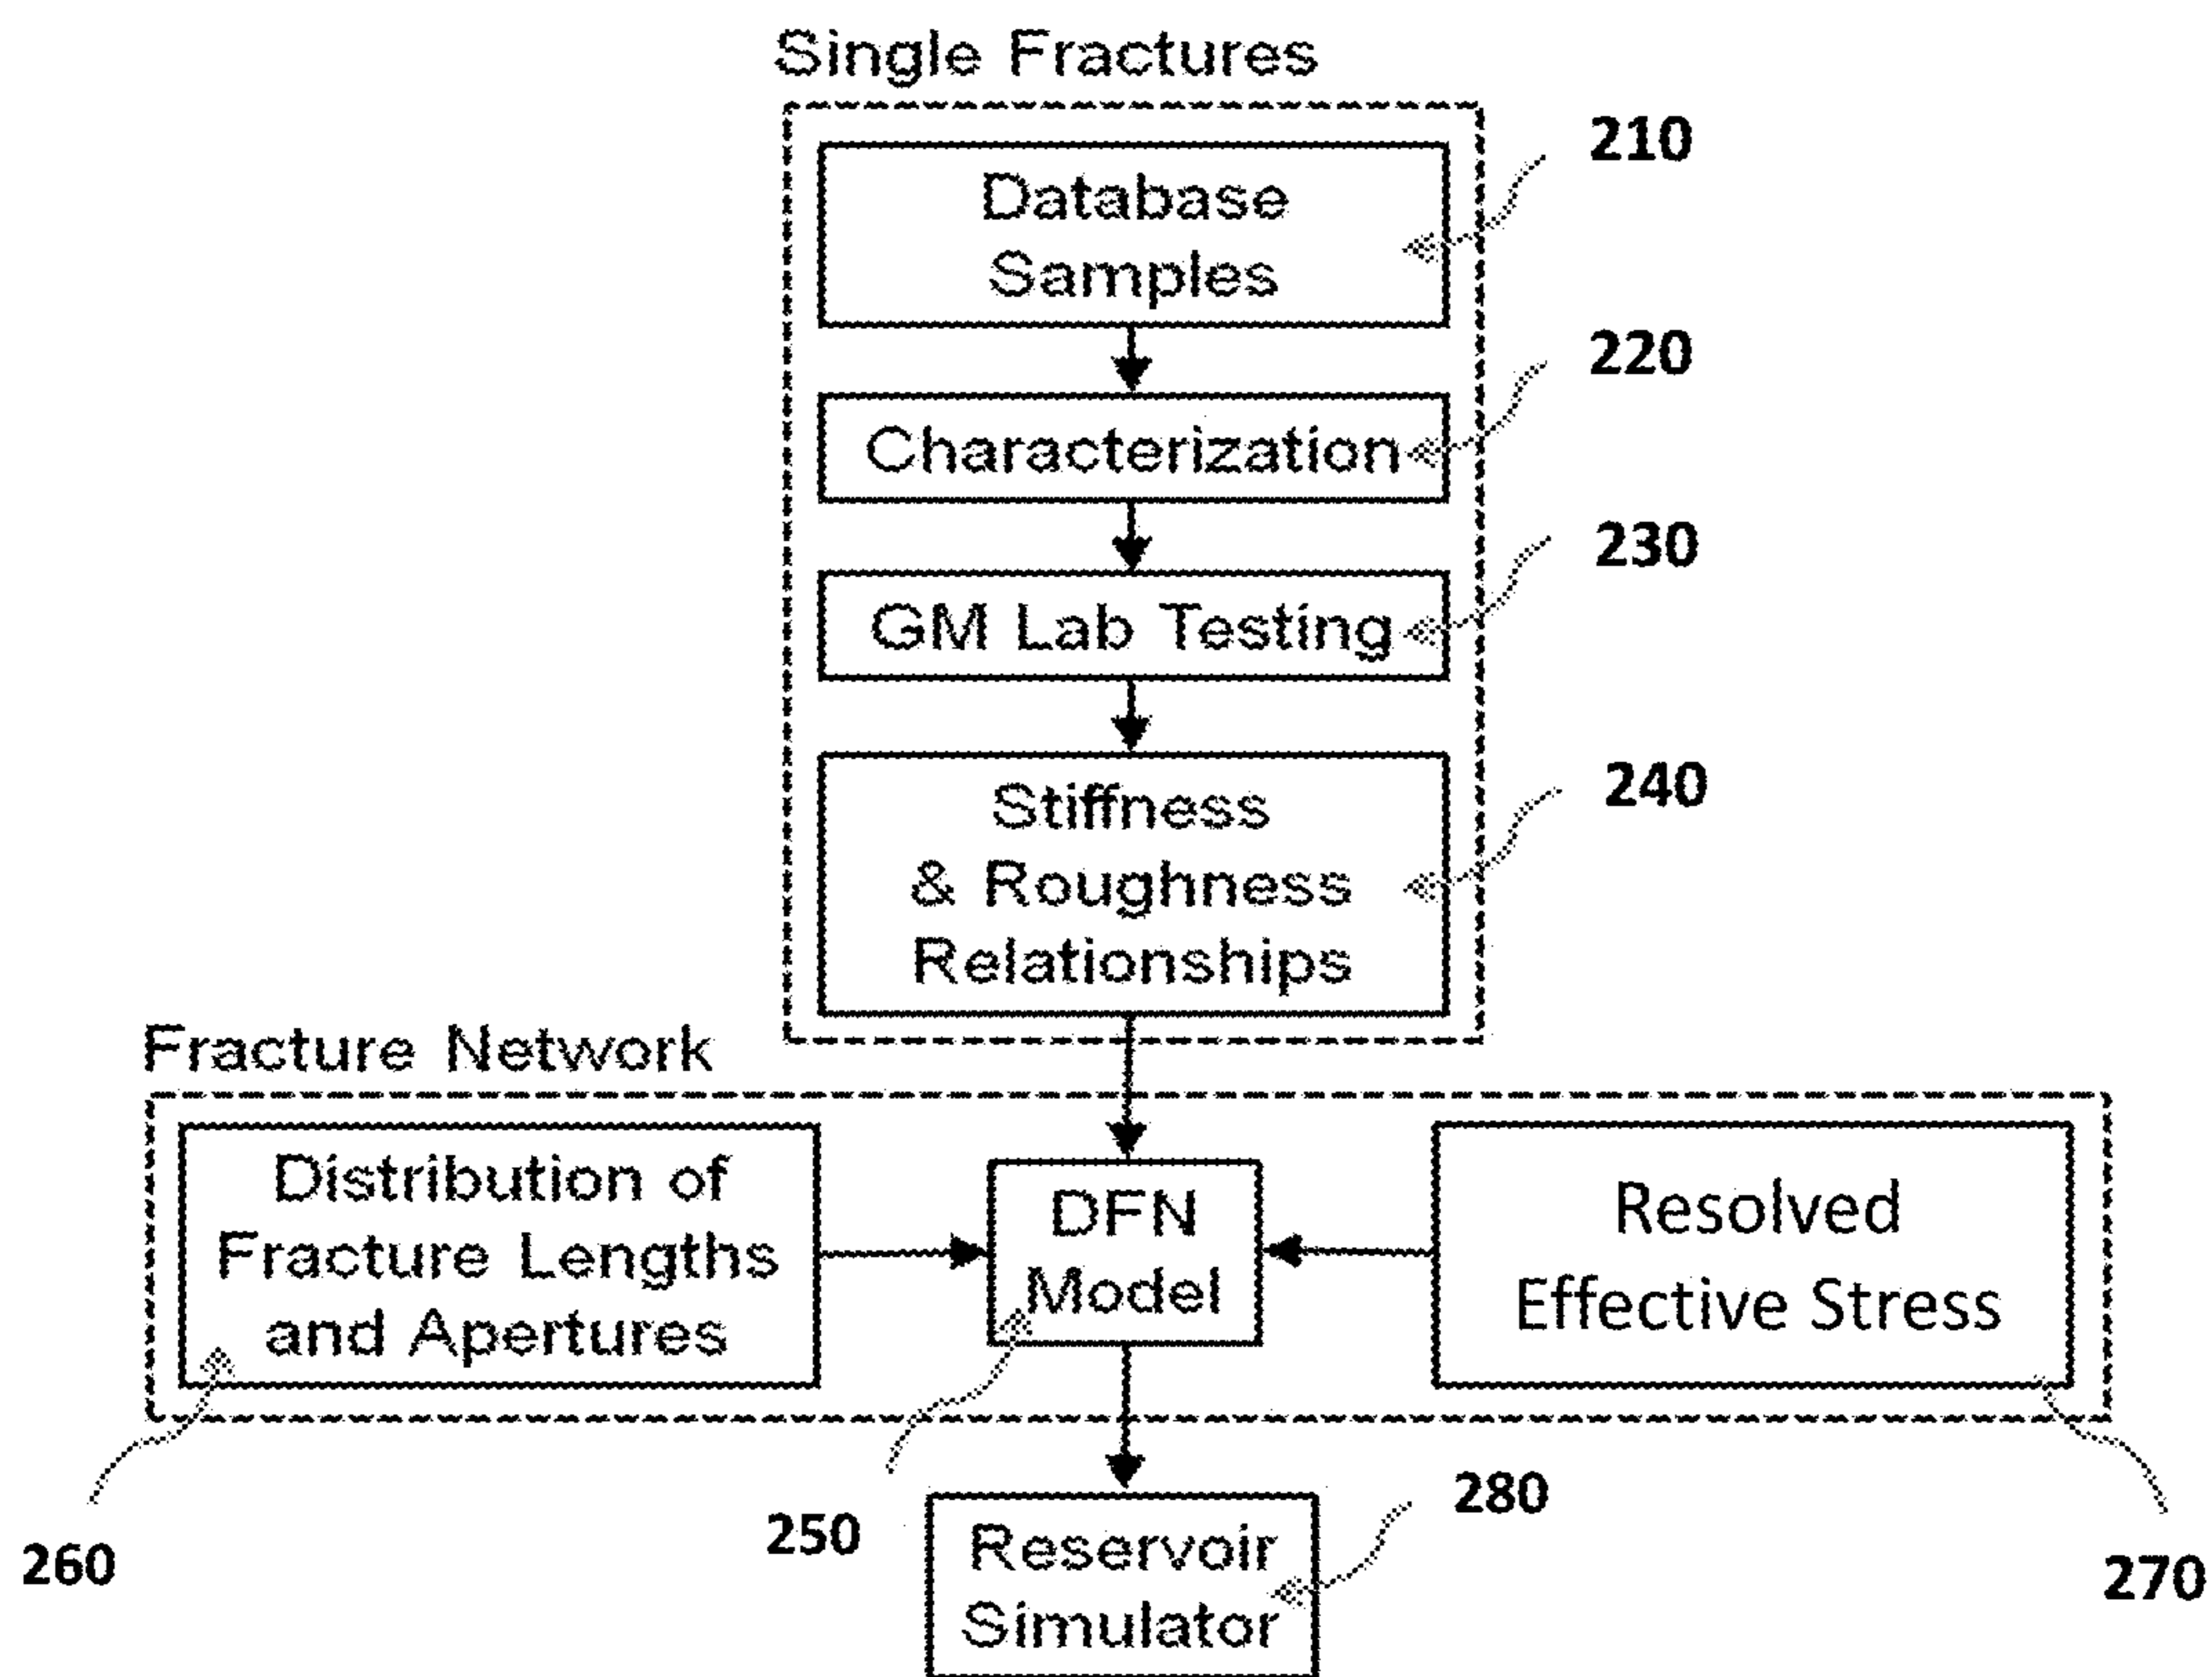 Single Fractures
Database
Samples
210
Characterization
220
GM Lab Testing
230
Stiffness
& Roughness
Relationships
240
Fracture Network
Distribution of
Fracture Lengths
and Apertures
DFN
Model
Resolved
Effective Stress
260
250
Reservoir
Simulator
280
270